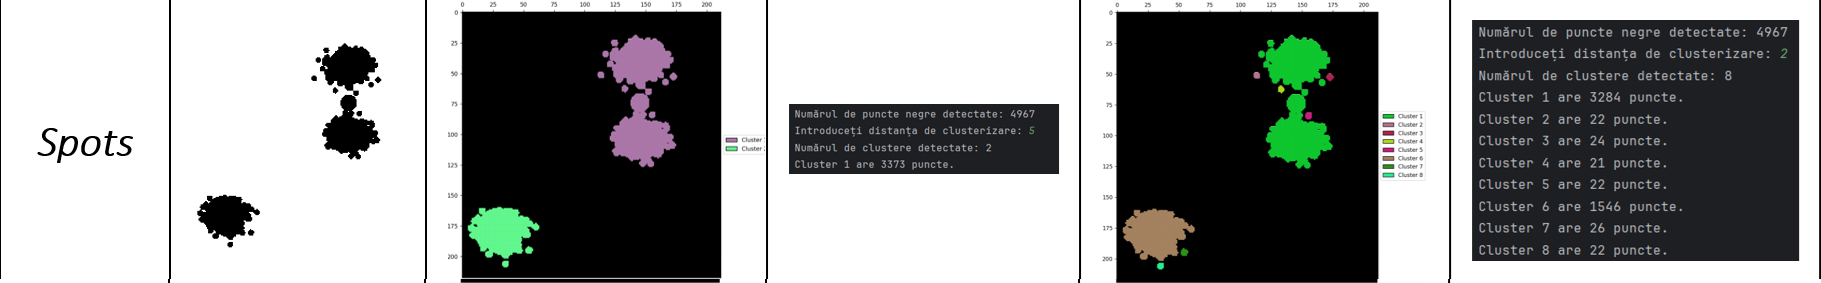 Spots
0 25 50 75 100 125 150 175 200
0
25
50
75
100
125
150
175
200
Cluster
Cluster
Numărul de puncte negre detectate: 4967
Introduceți distanța de clusterizare: 5
Numărul de clustere detectate: 2
Cluster 1 are 3373 puncte.
0 25 50 75 100 125 150 175 200
0
25
50
75
100
125
150
175
200
Cluster 1
Cluster 2
Cluster 3
Cluster 4
Cluster 5
Cluster 6
Cluster 7
Cluster 8
Numărul de puncte negre detectate: 4967
Introduceți distanța de clusterizare: 2
Numărul de clustere detectate: 8
Cluster 1 are 3284 puncte.
Cluster 2 are 22 puncte.
Cluster 3 are 24 puncte.
Cluster 4 are 21 puncte.
Cluster 5 are 22 puncte.
Cluster 6 are 1546 puncte.
Cluster 7 are 26 puncte.
Cluster 8 are 22 puncte.